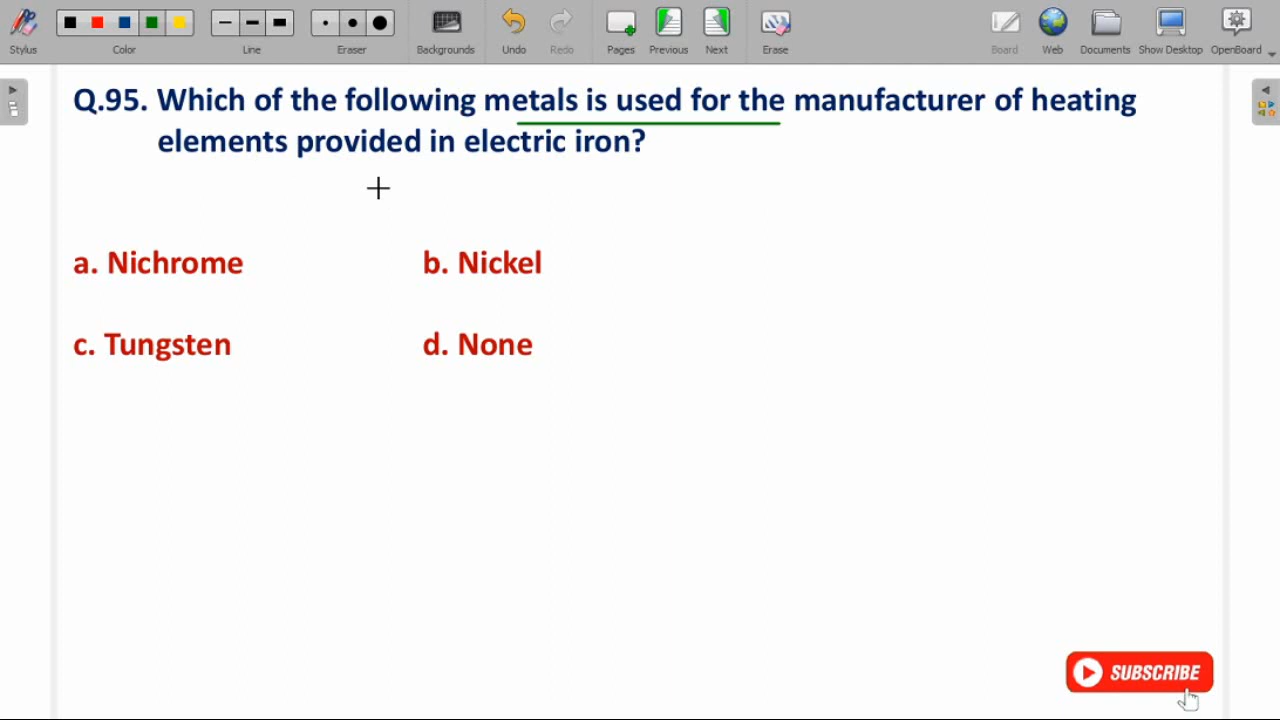 Stylus
Color
Line
Eraser
Backgrounds
Undo
Redo
Pages
Previous
Next
Erase
Board
Web
Documents
Show Desktop
OpenBoard
Q.95. Which of the following metals is used for the manufacturer of heating
elements provided in electric iron?
a. Nichrome
b. Nickel
c. Tungsten
d. None
SUBSCRIBE